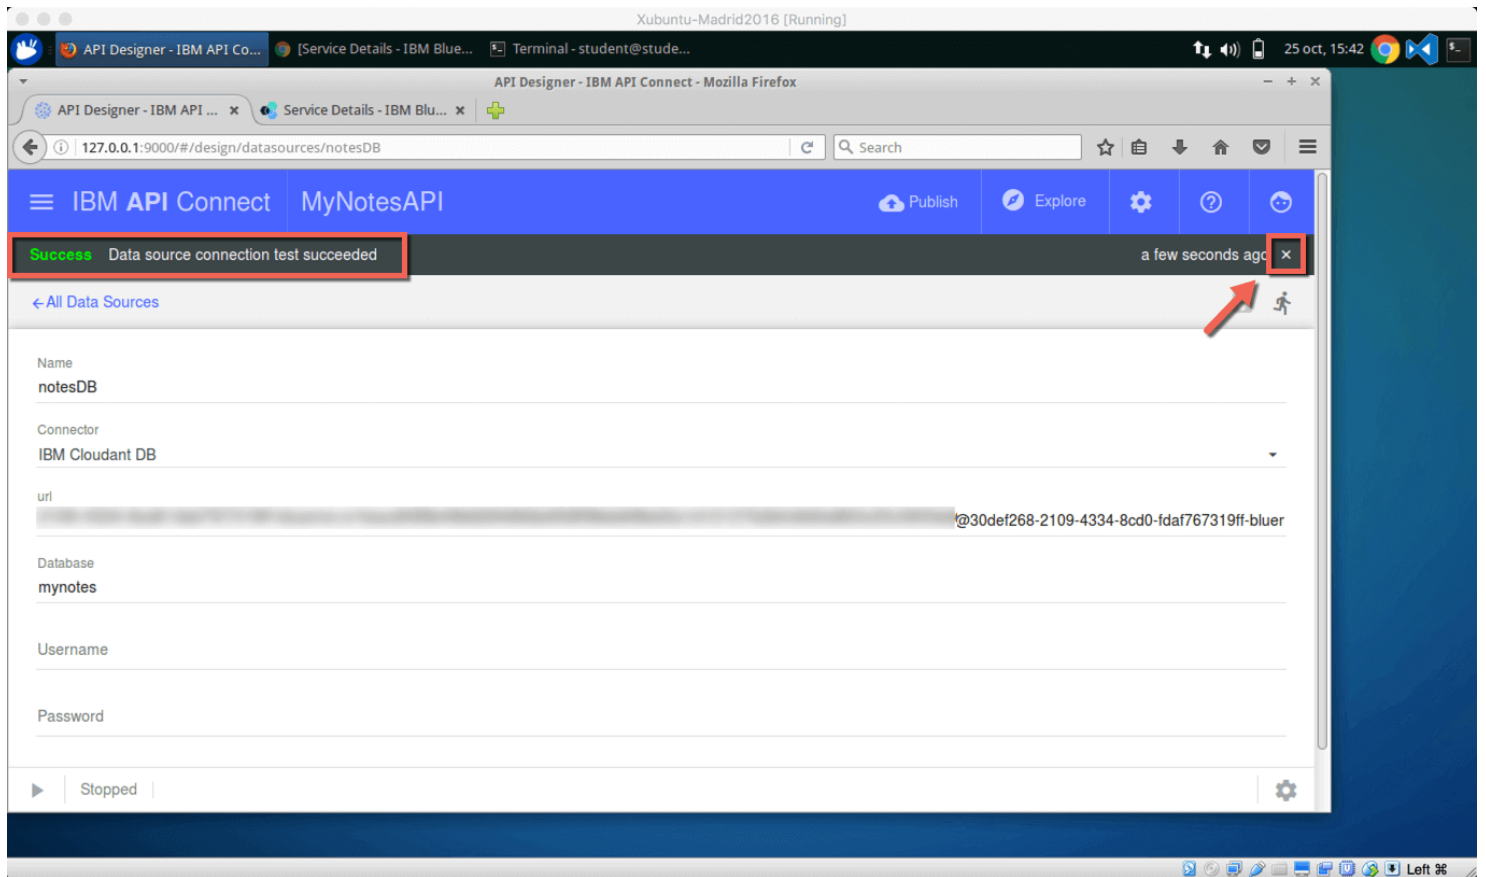 Xubuntu-Madrid2016 [Running]
API Designer - IBM API Co... [Service Details - IBM Blue... Terminal - student@stude... 25 oct, 15:42
API Designer - IBM API Connect - Mozilla Firefox
API Designer - IBM API ... Service Details - IBM Blu...
127.0.0.1:9000/#/design/datasources/notesDB Search
IBM API Connect MyNotesAPI Publish Explore
Success Data source connection test succeeded a few seconds ago
All Data Sources
Name
notesDB
Connector
IBM Cloudant DB
url
@30def268-2109-4334-8cd0-fdaf767319ff-bluer
Database
mynotes
Username
Password
Stopped
Left ⌘